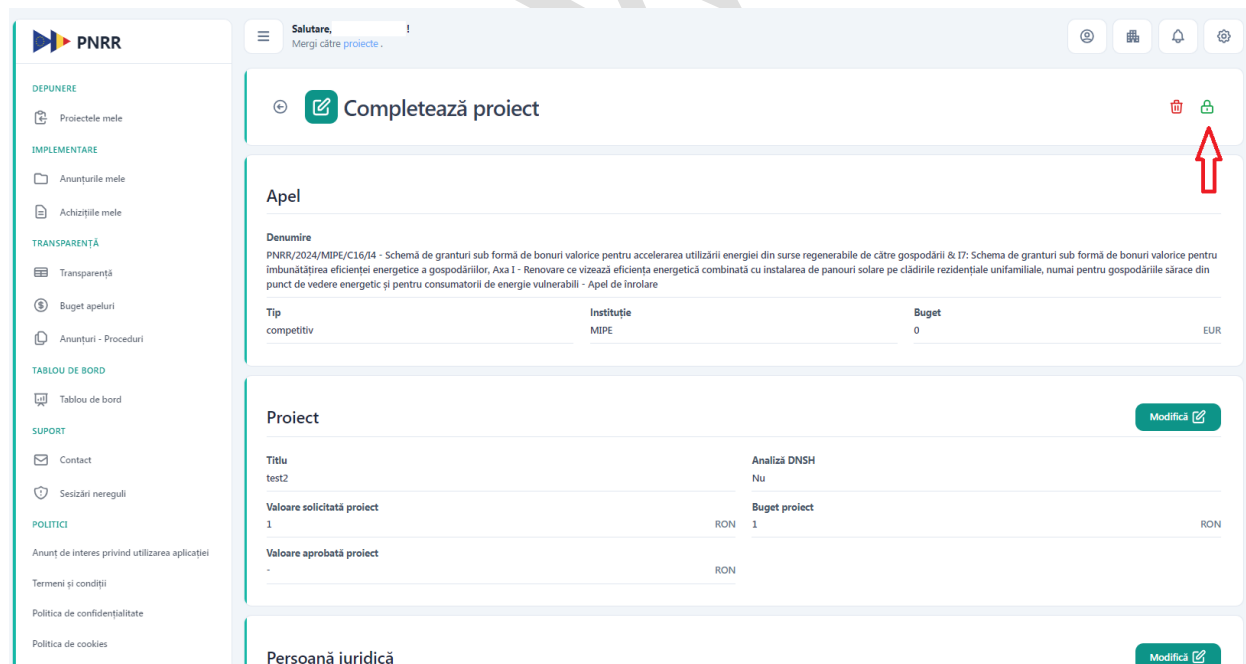 PNRR
Salutare, !
Mergi către proiecte .
DEPUNERE
Proiectele mele
IMPLEMENTARE
Anunțurile mele
Achizițiile mele
TRANSPARENȚĂ
Transparență
Buget apeluri
Anunțuri - Proceduri
TABLOU DE BORD
Tablou de bord
SUPORT
Contact
Sesizări nereguli
POLITICI
Anunț de interes privind utilizarea aplicației
Termeni și condiții
Politica de confidențialitate
Politica de cookies
Completează proiect
Apel
Denumire
PNRR/2024/MIPE/C16/I4 - Schemă de granturi sub formă de bonuri valorice pentru accelerarea utilizării energiei din surse regenerabile de către gospodării & I7: Schema de granturi sub formă de bonuri valorice pentru
îmbunătățirea eficienței energetice a gospodăriilor, Axa I - Renovare ce vizează eficiența energetică combinată cu instalarea de panouri solare pe clădirile rezidențiale unifamiliale, numai pentru gospodăriile sărace din
punct de vedere energetic și pentru consumatorii de energie vulnerabili - Apel de înrolare
Tip Instituție Buget
competitiv MIPE 0 EUR
Proiect Modifică
Titlu Analiză DNSH
test2 Nu
Valoare solicitată proiect Buget proiect
1 RON 1 RON
Valoare aprobată proiect
- RON
Persoană juridică Modifică